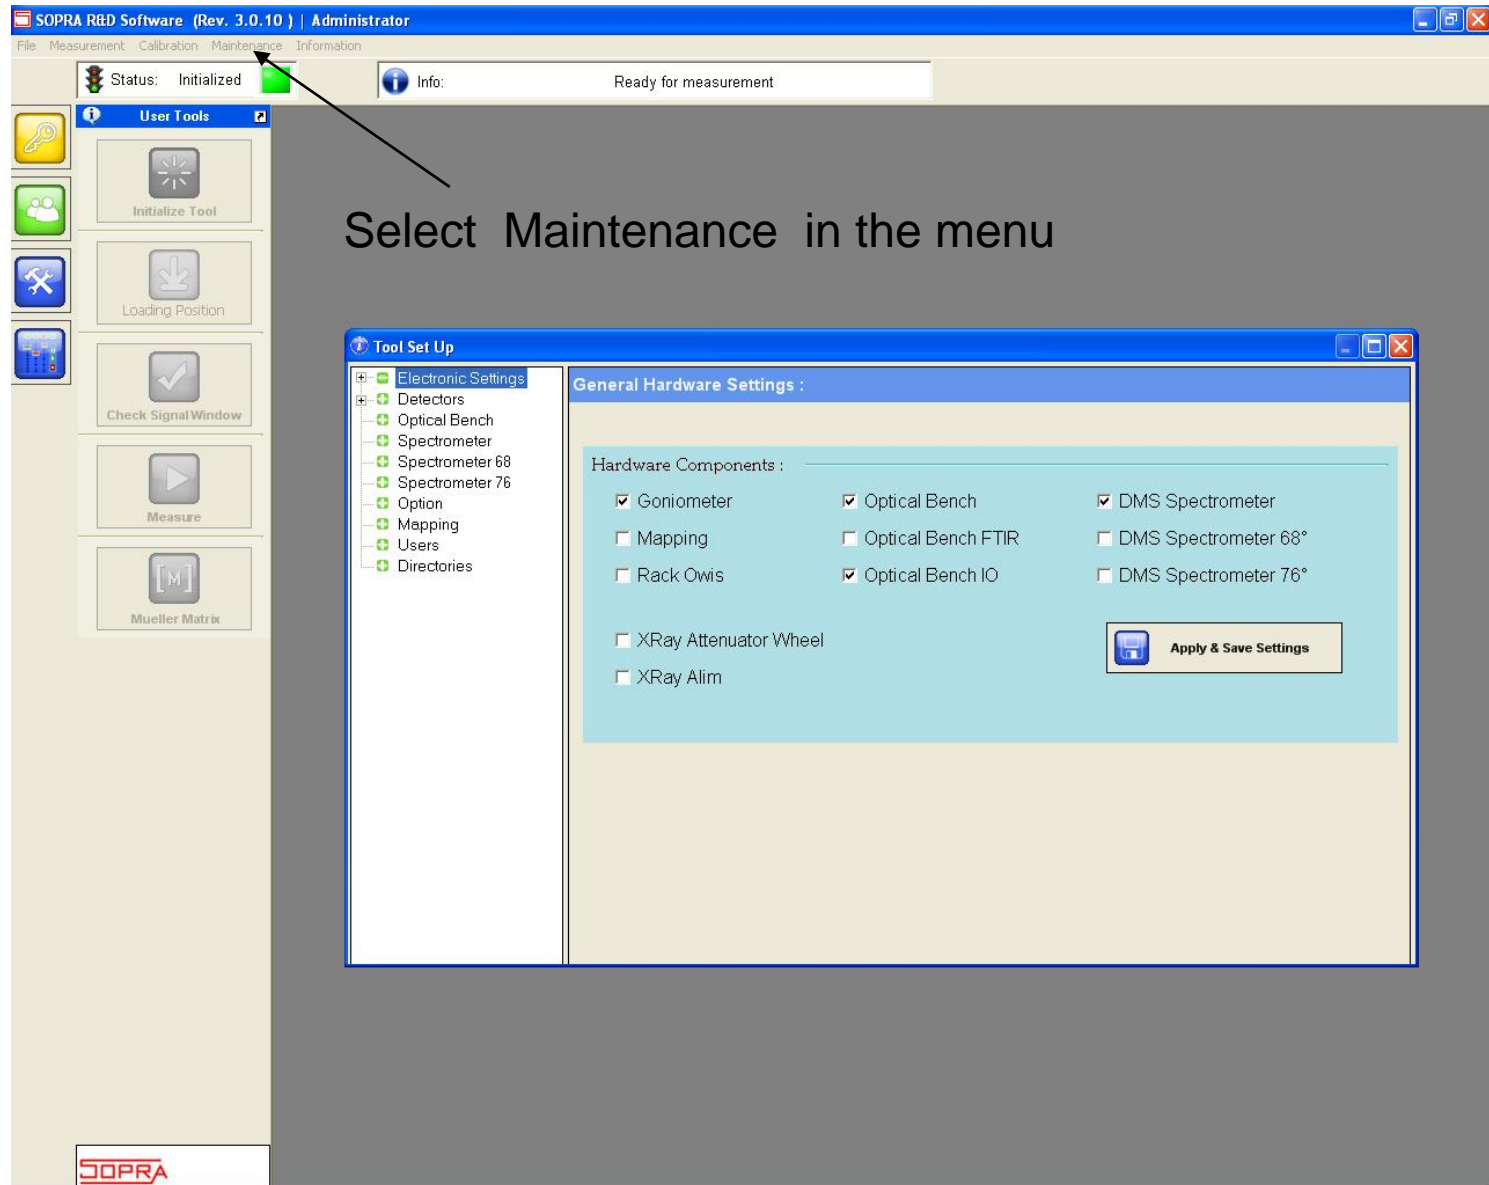 SOPRA R&D Software (Rev. 3.0.10 ) | Administrator
File Measurement Calibration Maintenance Information
Status: Initialized
Info: Ready for measurement
User Tools
Initialize Tool
Loading Position
Check Signal Window
Measure
[M]
Mueller Matrix
Select Maintenance in the menu
Tool Set Up
Electronic Settings
Detectors
Optical Bench
Spectrometer
Spectrometer 68
Spectrometer 76
Option
Mapping
Users
Directories
General Hardware Settings :
Hardware Components :
Goniometer Optical Bench DMS Spectrometer
Mapping Optical Bench FTIR DMS Spectrometer 68°
Rack Owis Optical Bench IO DMS Spectrometer 76°
XRay Attenuator Wheel
XRay Alim
Apply & Save Settings
SOPRA